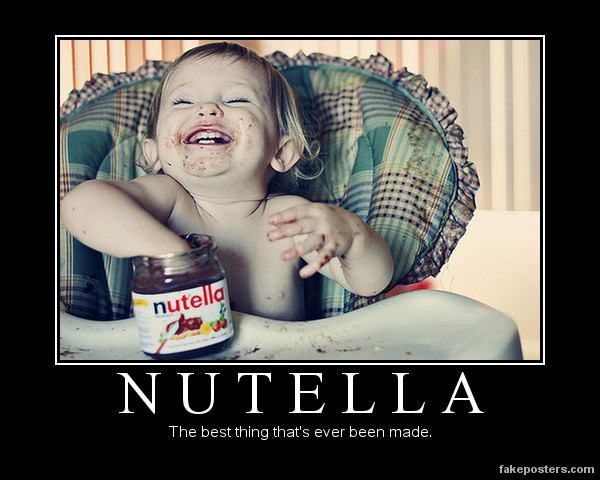 nutella
NUTELLA
The best thing that's ever been made.
fakeposters.com